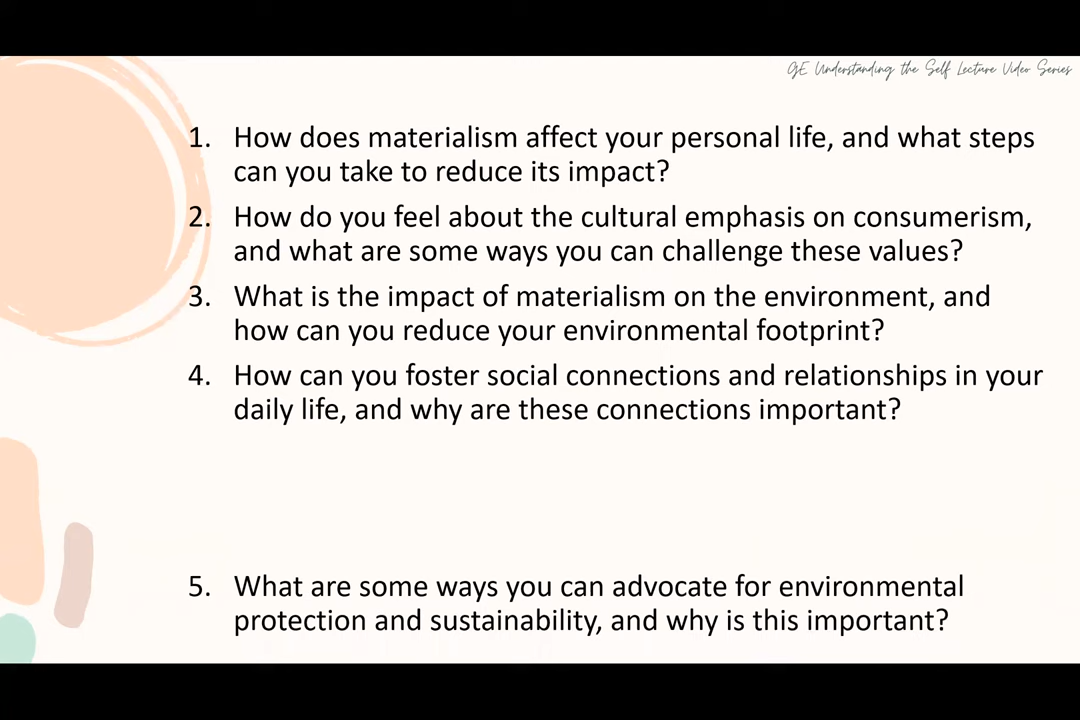 GE Understanding the Self Lecture Video Series
1. How does materialism affect your personal life, and what steps
can you take to reduce its impact?
2. How do you feel about the cultural emphasis on consumerism,
and what are some ways you can challenge these values?
3. What is the impact of materialism on the environment, and
how can you reduce your environmental footprint?
4. How can you foster social connections and relationships in your
daily life, and why are these connections important?
5. What are some ways you can advocate for environmental
protection and sustainability, and why is this important?